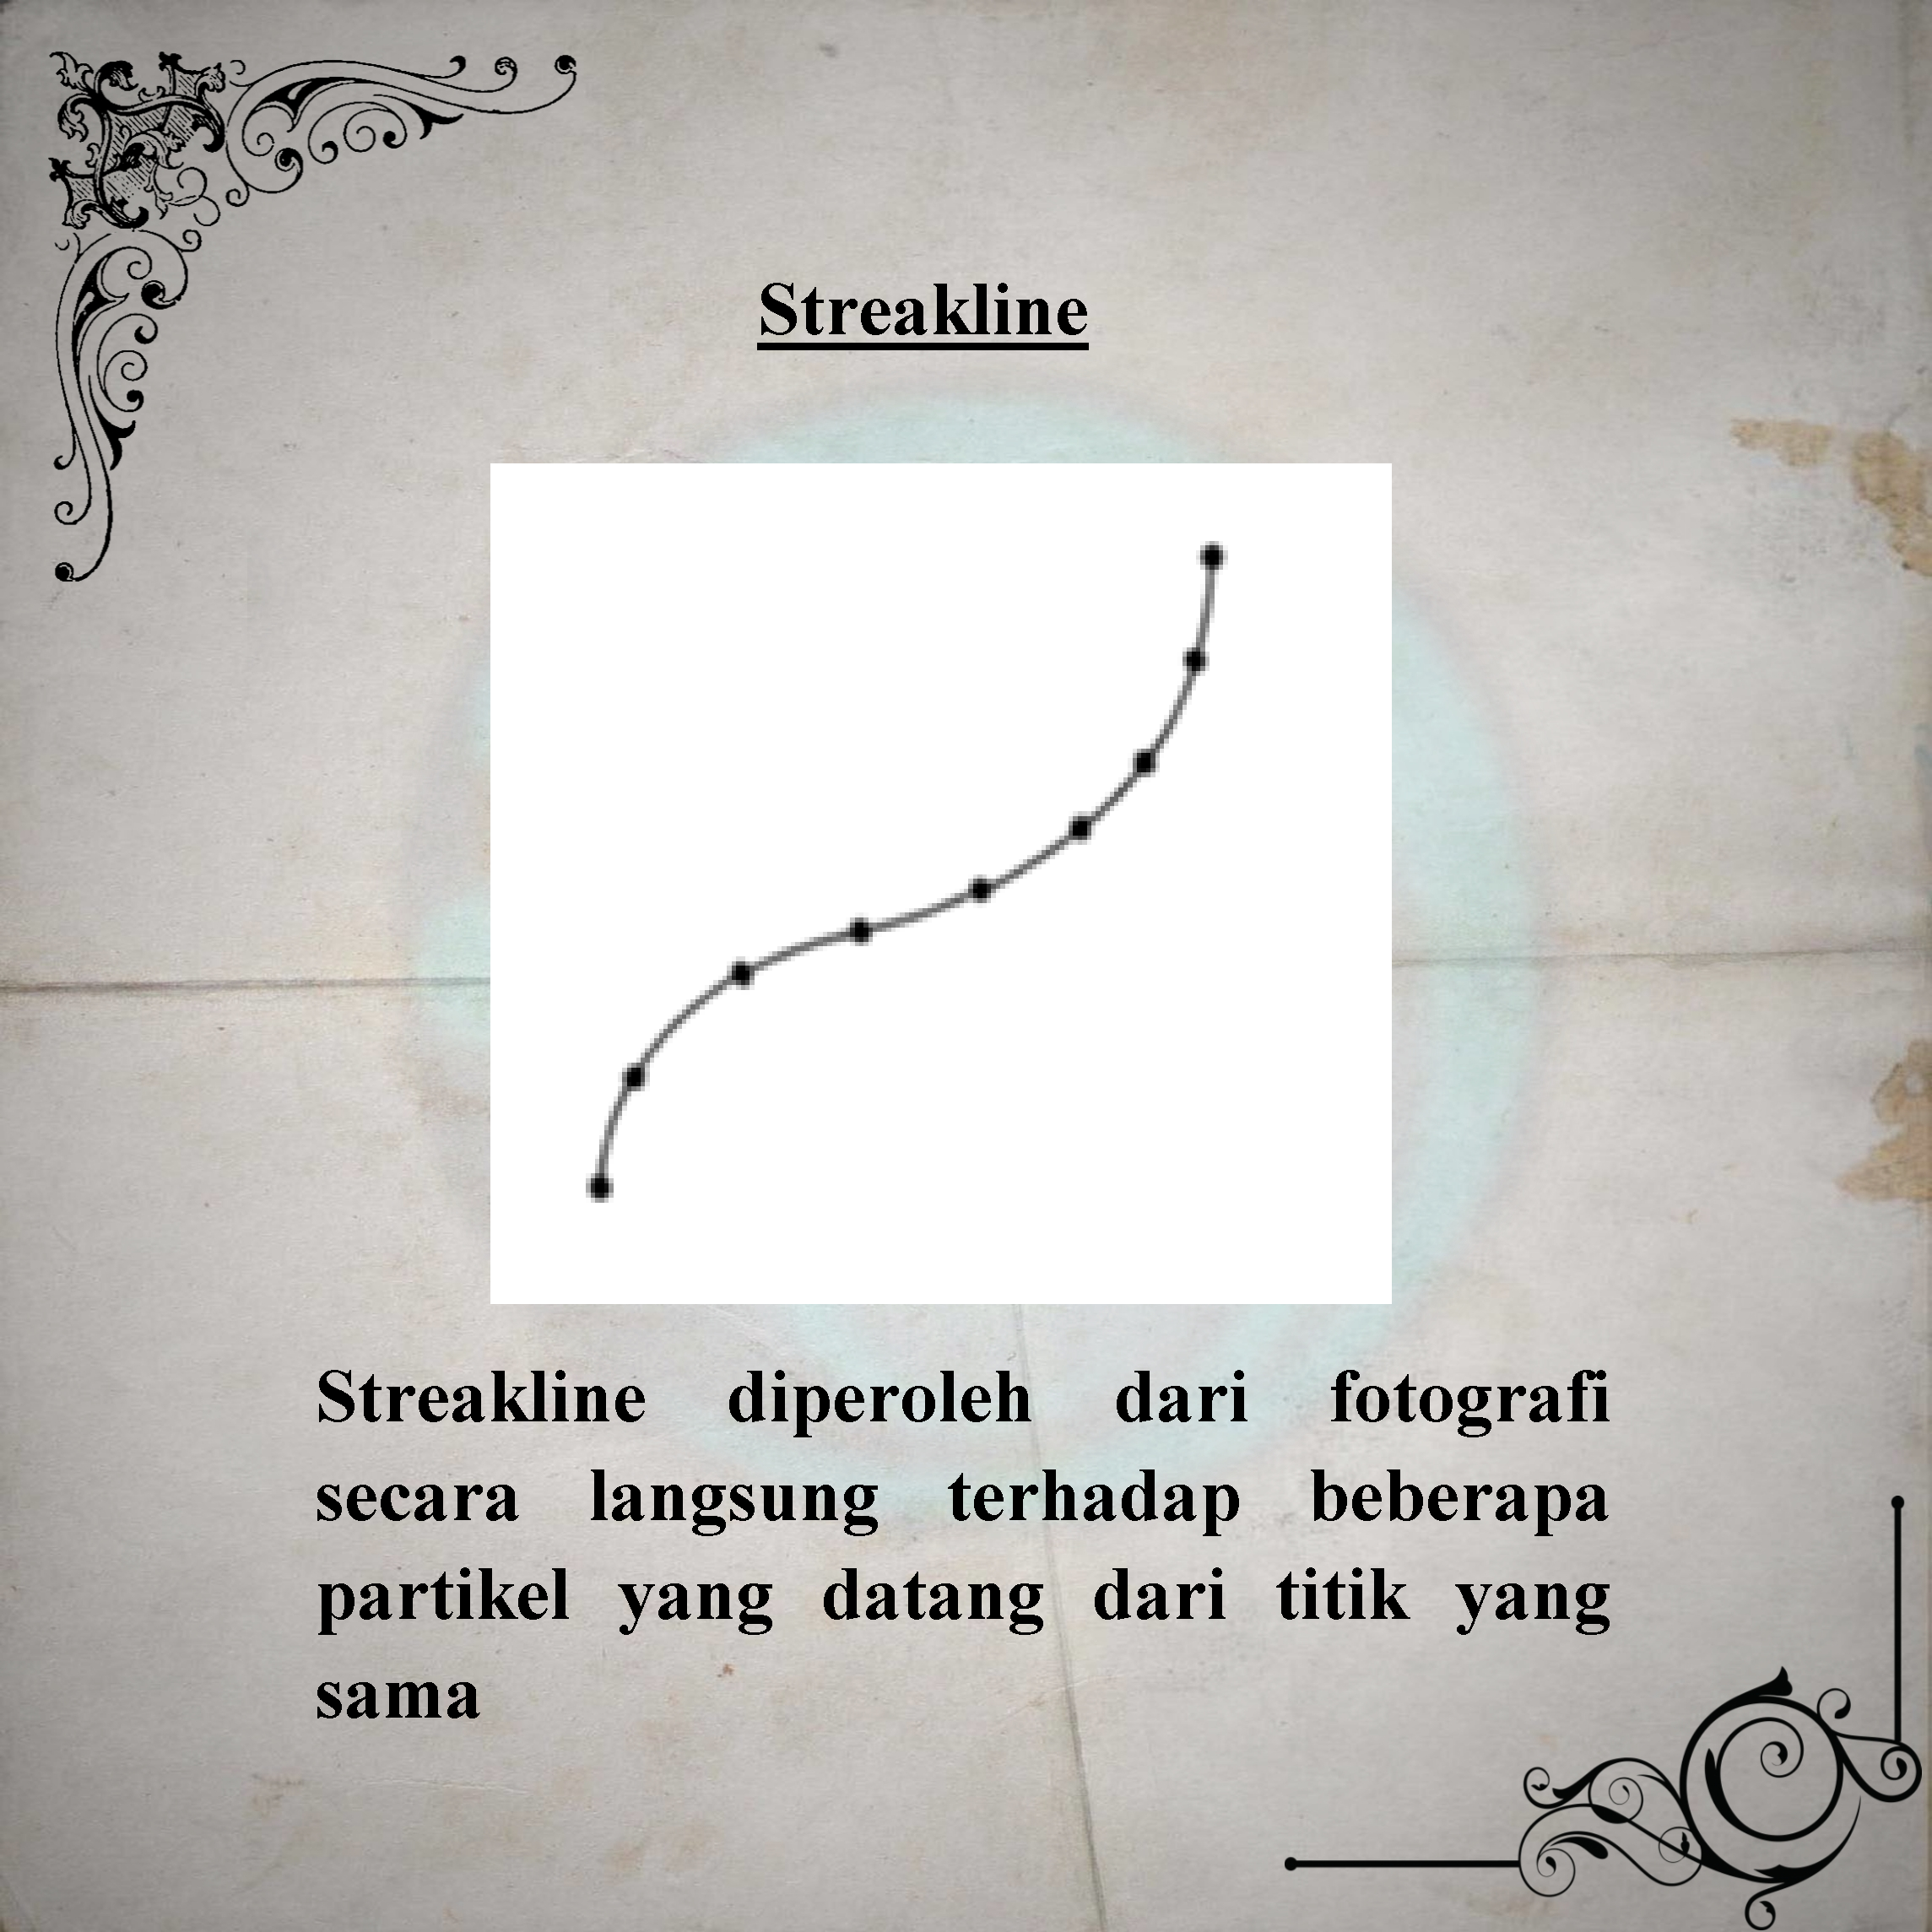 Streakline
Streakline diperoleh dari fotografi
secara langsung terhadap beberapa
partikel yang datang dari titik yang
sama